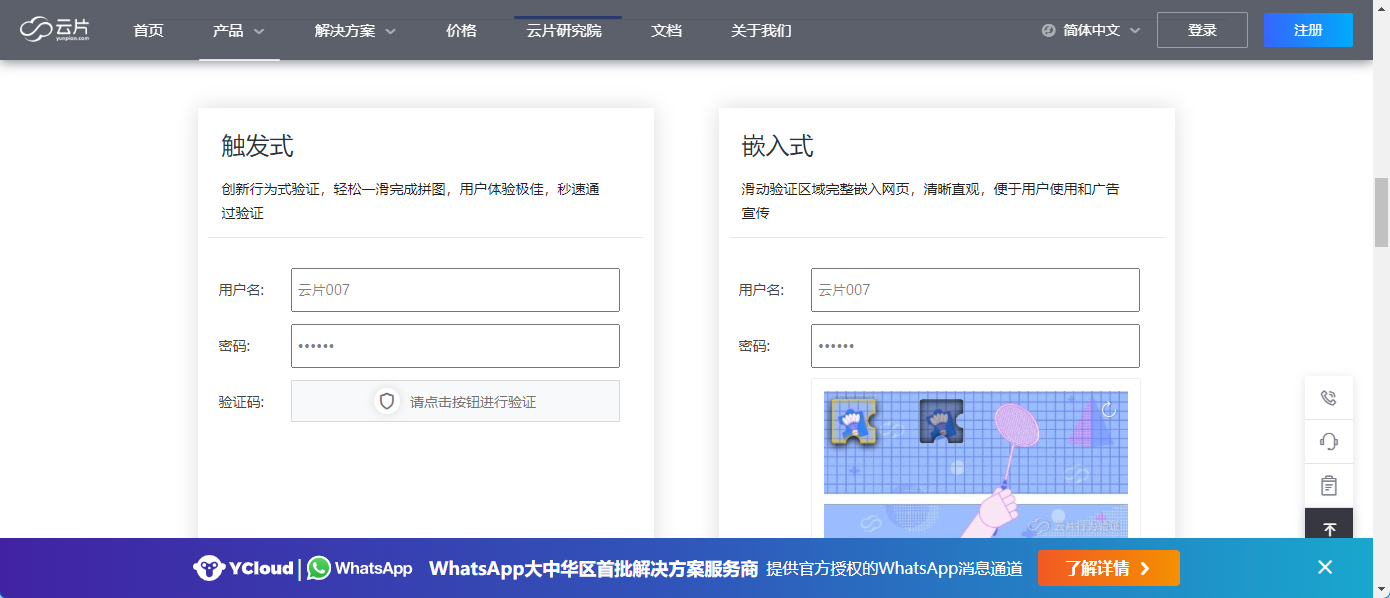 云片
yunpian.com
首页
产品
解决方案
价格
云片研究院
文档
关于我们
简体中文
登录
注册
触发式
创新行为式验证，轻松一滑完成拼图，用户体验极佳，秒速通
过验证
用户名:
云片007
密码:
••••••
验证码:
请点击按钮进行验证
嵌入式
滑动验证区域完整嵌入网页，清晰直观，便于用户使用和广告
宣传
用户名:
云片007
密码:
••••••
YCloud | WhatsApp
WhatsApp大中华区首批解决方案服务商
提供官方授权的WhatsApp消息通道
了解详情